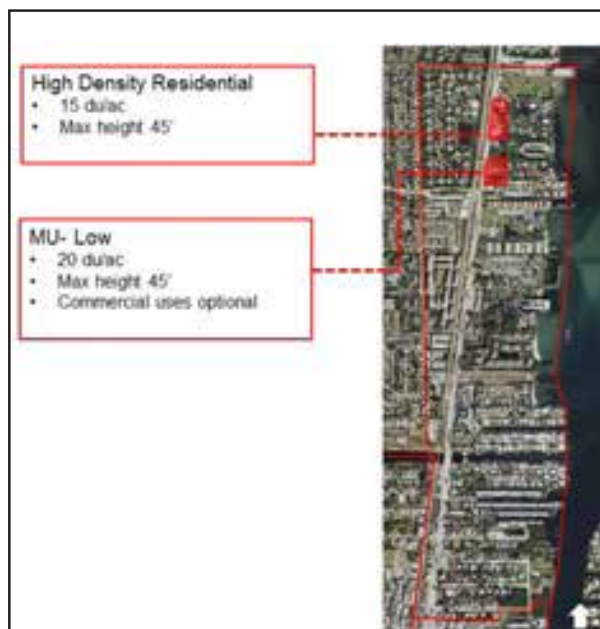 High Density Residential
• 15 du/ac
• Max height 45'
MU- Low
• 20 du/ac
• Max height 45'
• Commercial uses optional